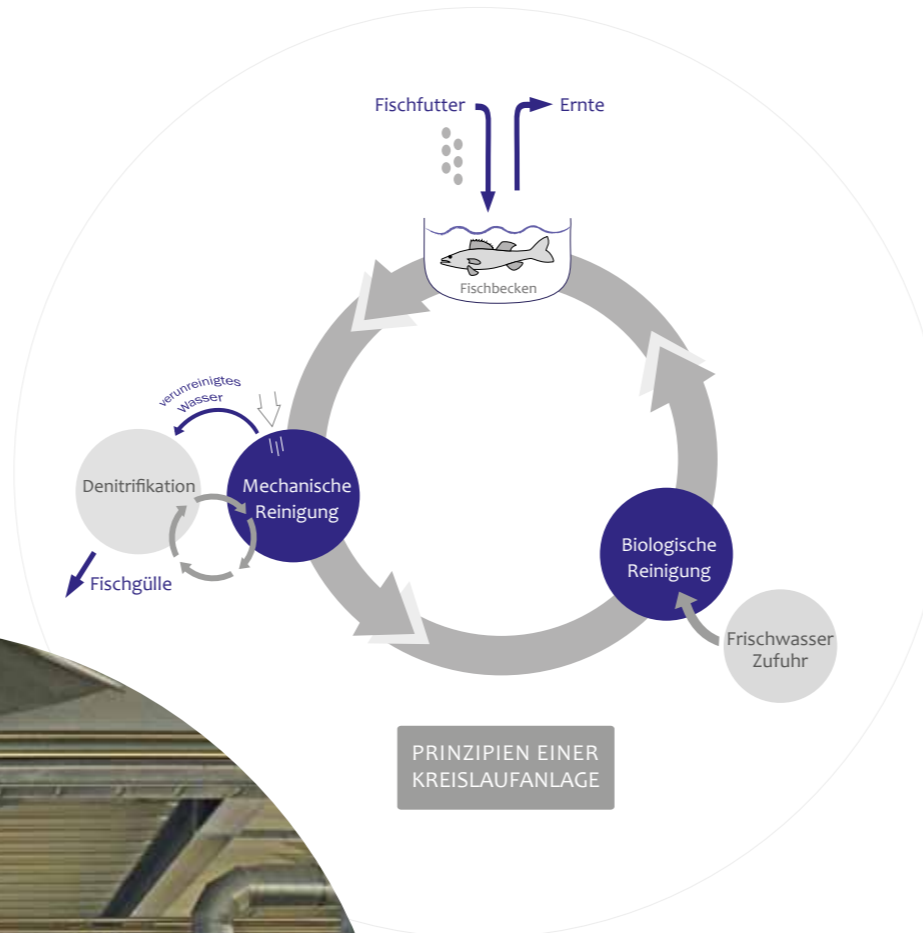 Fischfutter
Ernte
Fischbecken
verunreinigtes
Wasser
Denitrifikation
Mechanische
Reinigung
Fischgülle
Biologische
Reinigung
Frischwasser
Zufuhr
PRINZIPIEN EINER
KREISLAUFANLAGE